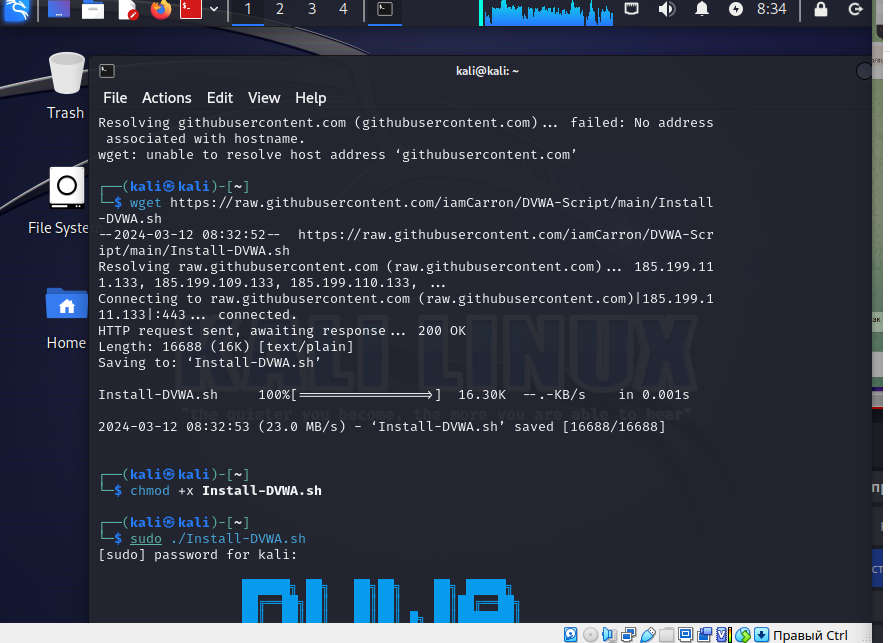 1 2 3 4 8:34
kali@kali: ~
File Actions Edit View Help
Trash
File Syste
Home
Resolving githubusercontent.com (githubusercontent.com)... failed: No address
associated with hostname.
wget: unable to resolve host address ‘githubusercontent.com’
┌──(kali㉿kali)-[~]
└─$ wget https://raw.githubusercontent.com/iamCarron/DVWA-Script/main/Install
-DVWA.sh
--2024-03-12 08:32:52-- https://raw.githubusercontent.com/iamCarron/DVWA-Scr
ipt/main/Install-DVWA.sh
Resolving raw.githubusercontent.com (raw.githubusercontent.com)... 185.199.11
1.133, 185.199.109.133, 185.199.110.133, ...
Connecting to raw.githubusercontent.com (raw.githubusercontent.com)|185.199.1
11.133|:443... connected.
HTTP request sent, awaiting response... 200 OK
Length: 16688 (16K) [text/plain]
Saving to: ‘Install-DVWA.sh’
KALI LINUX
Install-DVWA.sh 100%[===================>] 16.30K --.-KB/s in 0.001s
"the quieter you become, the more you are able to hear"
2024-03-12 08:32:53 (23.0 MB/s) - ‘Install-DVWA.sh’ saved [16688/16688]
┌──(kali㉿kali)-[~]
└─$ chmod +x Install-DVWA.sh
┌──(kali㉿kali)-[~]
└─$ sudo ./Install-DVWA.sh
[sudo] password for kali:
Правый Ctrl